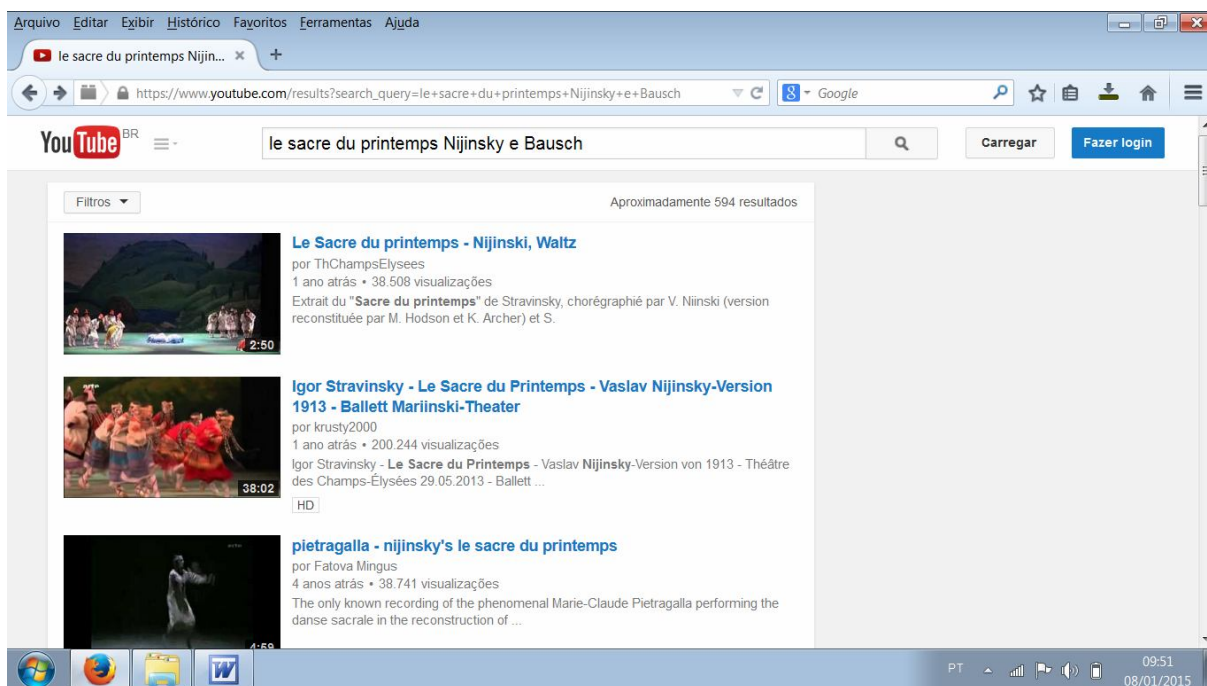 Arquivo Editar Exibir Histórico Favoritos Ferramentas Ajuda
le sacre du printemps Nijin...
https://www.youtube.com/results?search_query=le+sacre+du+printemps+Nijinsky+e+Bausch
Google
YouTube BR
le sacre du printemps Nijinsky e Bausch
Carregar
Fazer login
Filtros
Aproximadamente 594 resultados
Le Sacre du printemps - Nijinski, Waltz
por ThChampsElysees
1 ano atrás • 38.508 visualizações
Extrait du "Sacre du printemps" de Stravinsky, chorégraphié par V. Niinski (version
reconstituée par M. Hodson et K. Archer) et S.
2:50
Igor Stravinsky - Le Sacre du Printemps - Vaslav Nijinsky-Version
1913 - Ballett Mariinski-Theater
por krusty2000
1 ano atrás • 200.244 visualizações
Igor Stravinsky - Le Sacre du Printemps - Vaslav Nijinsky-Version von 1913 - Théâtre
des Champs-Élysées 29.05.2013 - Ballett ...
38:02
HD
pietragalla - nijinsky's le sacre du printemps
por Fatova Mingus
4 anos atrás • 38.741 visualizações
The only known recording of the phenomenal Marie-Claude Pietragalla performing the
danse sacrale in the reconstruction of ...
4:59
PT
09:51
08/01/2015